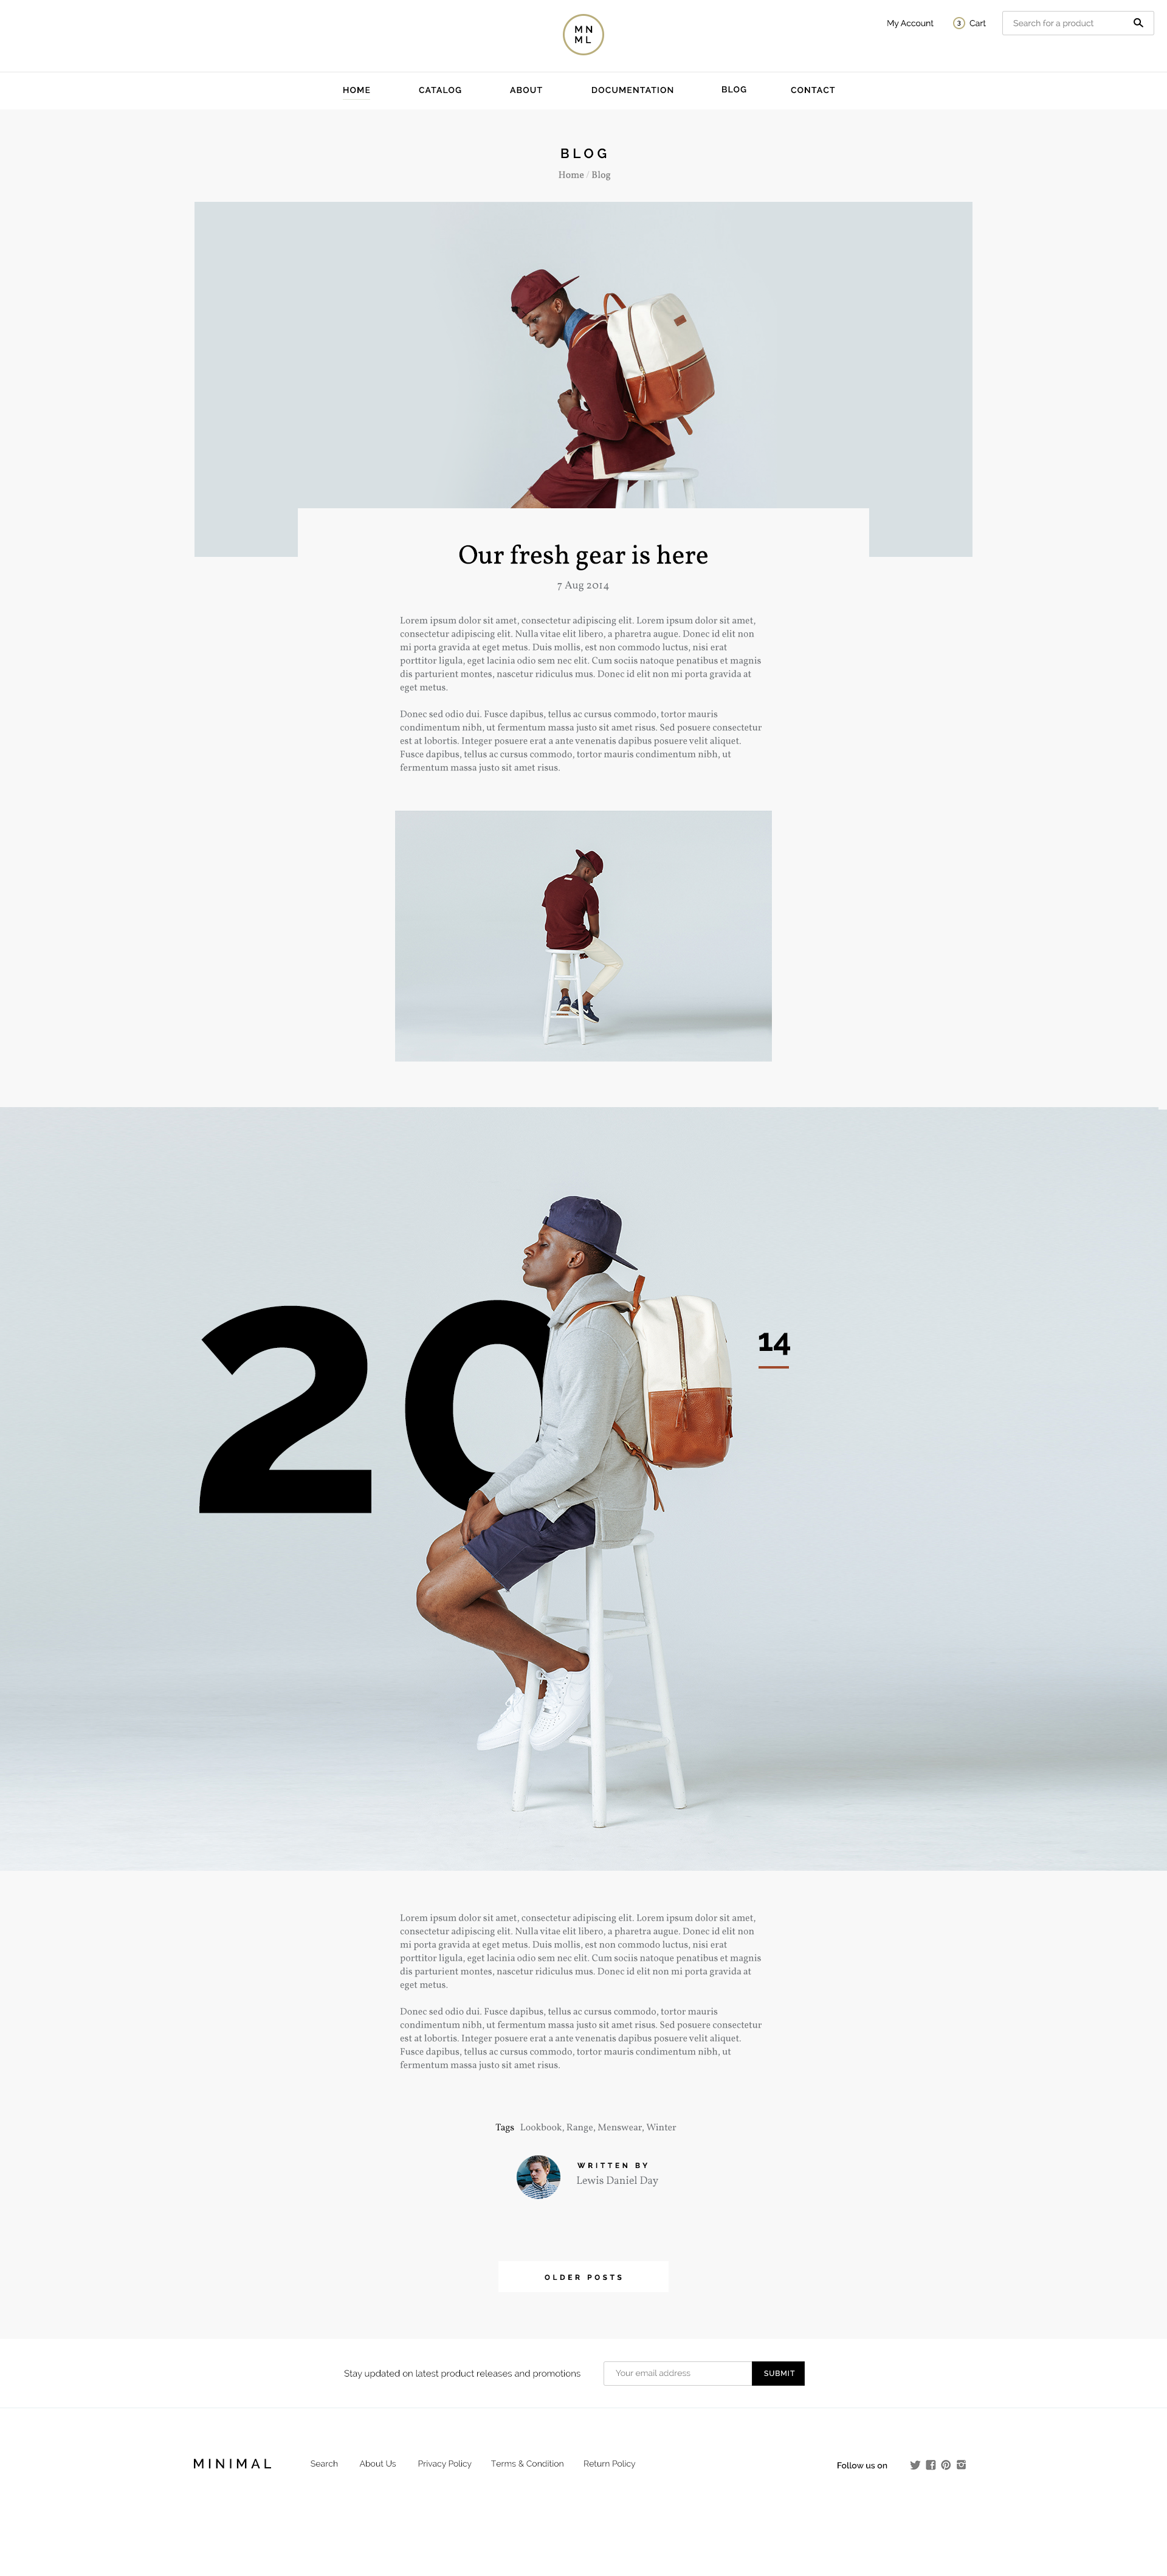 MN
ML
My Account
3 Cart
Search for a product
HOME CATALOG ABOUT DOCUMENTATION BLOG CONTACT
BLOG
Home / Blog
Our fresh gear is here
7 Aug 2014
Lorem ipsum dolor sit amet, consectetur adipiscing elit. Lorem ipsum dolor sit amet,
consectetur adipiscing elit. Nulla vitae elit libero, a pharetra augue. Donec id elit non
mi porta gravida at eget metus. Duis mollis, est non commodo luctus, nisi erat
porttitor ligula, eget lacinia odio sem nec elit. Cum sociis natoque penatibus et magnis
dis parturient montes, nascetur ridiculus mus. Donec id elit non mi porta gravida at
eget metus.
Donec sed odio dui. Fusce dapibus, tellus ac cursus commodo, tortor mauris
condimentum nibh, ut fermentum massa justo sit amet risus. Sed posuere consectetur
est at lobortis. Integer posuere erat a ante venenatis dapibus posuere velit aliquet.
Fusce dapibus, tellus ac cursus commodo, tortor mauris condimentum nibh, ut
fermentum massa justo sit amet risus.
20
14
Lorem ipsum dolor sit amet, consectetur adipiscing elit. Lorem ipsum dolor sit amet,
consectetur adipiscing elit. Nulla vitae elit libero, a pharetra augue. Donec id elit non
mi porta gravida at eget metus. Duis mollis, est non commodo luctus, nisi erat
porttitor ligula, eget lacinia odio sem nec elit. Cum sociis natoque penatibus et magnis
dis parturient montes, nascetur ridiculus mus. Donec id elit non mi porta gravida at
eget metus.
Donec sed odio dui. Fusce dapibus, tellus ac cursus commodo, tortor mauris
condimentum nibh, ut fermentum massa justo sit amet risus. Sed posuere consectetur
est at lobortis. Integer posuere erat a ante venenatis dapibus posuere velit aliquet.
Fusce dapibus, tellus ac cursus commodo, tortor mauris condimentum nibh, ut
fermentum massa justo sit amet risus.
Tags Lookbook, Range, Menswear, Winter
WRITTEN BY
Lewis Daniel Day
OLDER POSTS
Stay updated on latest product releases and promotions
Your email address
SUBMIT
MINIMAL
Search About Us Privacy Policy Terms & Condition Return Policy
Follow us on